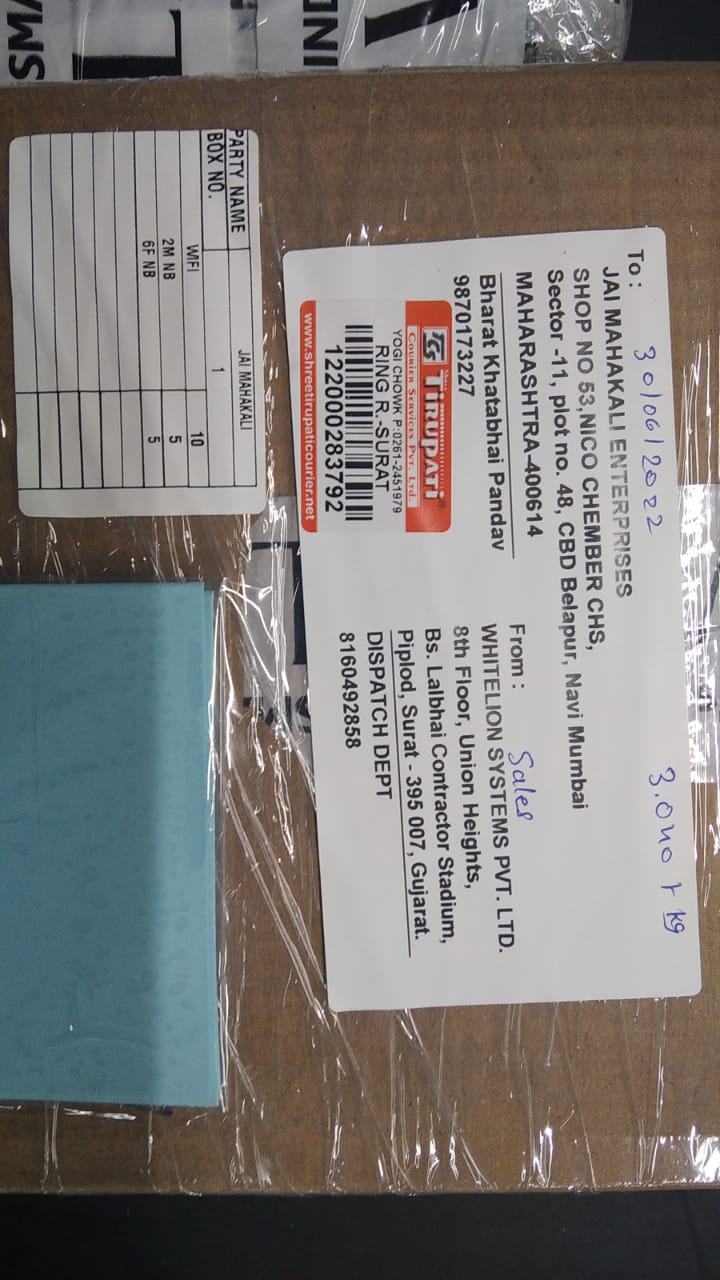 PARTY NAME JAI MAHAKALI
BOX NO. 1
WIFI 10
2M NB 5
6F NB 5
30/06/2022
To:
JAI MAHAKALI ENTERPRISES
SHOP NO 53,NICO CHEMBER CHS,
Sector -11, plot no. 48, CBD Belapur, Navi Mumbai
MAHARASHTRA-400614
Bharat Khatabhai Pandav
9870173227
Shree
TIRUPATI
COURIER SERVICES PVT. LTD.
YOGI CHOWK P:0261-2451979
RING R.-SURAT
122000283792
www.shreetirupaticourier.net
From: Sales
WHITELION SYSTEMS PVT. LTD.
8th Floor, Union Heights,
Bs. Lalbhai Contractor Stadium,
Piplod, Surat - 395 007, Gujarat.
DISPATCH DEPT
8160492858